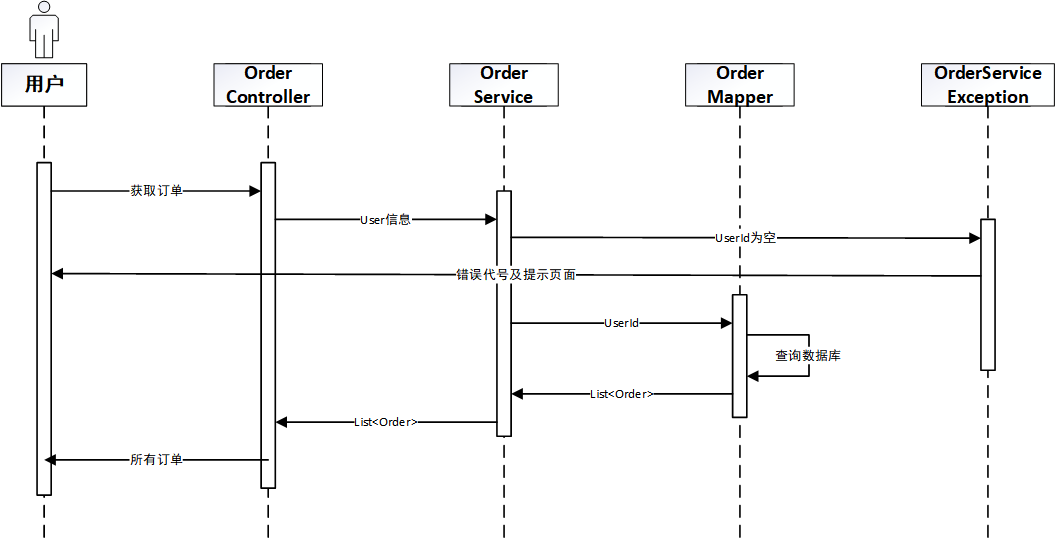 用户
Order
Controller
Order
Service
Order
Mapper
OrderService
Exception
获取订单
User信息
UserId为空
错误代号及提示页面
UserId
查询数据库
List<Order>
List<Order>
所有订单